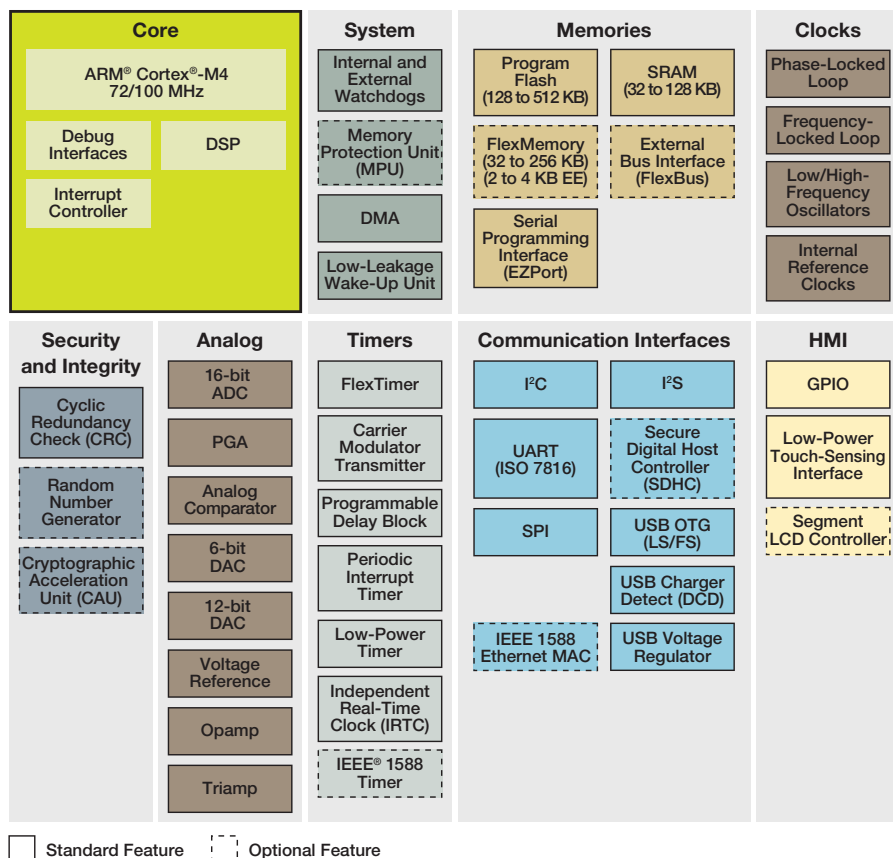 Core
ARM® Cortex®-M4
72/100 MHz
Debug
Interfaces
DSP
Interrupt
Controller
System
Internal and
External
Watchdogs
Memory
Protection Unit
(MPU)
DMA
Low-Leakage
Wake-Up Unit
Memories
Program
Flash
(128 to 512 KB)
SRAM
(32 to 128 KB)
FlexMemory
(32 to 256 KB)
(2 to 4 KB EE)
External
Bus Interface
(FlexBus)
Serial
Programming
Interface
(EZPort)
Clocks
Phase-Locked
Loop
Frequency-
Locked Loop
Low/High-
Frequency
Oscillators
Internal
Reference
Clocks
Security
and Integrity
Cyclic
Redundancy
Check (CRC)
Random
Number
Generator
Cryptographic
Acceleration
Unit (CAU)
Analog
16-bit
ADC
PGA
Analog
Comparator
6-bit
DAC
12-bit
DAC
Voltage
Reference
Opamp
Triamp
Timers
FlexTimer
Carrier
Modulator
Transmitter
Programmable
Delay Block
Periodic
Interrupt
Timer
Low-Power
Timer
Independent
Real-Time
Clock (IRTC)
IEEE® 1588
Timer
Communication Interfaces
I²C
I²S
UART
(ISO 7816)
Secure
Digital Host
Controller
(SDHC)
SPI
USB OTG
(LS/FS)
USB Charger
Detect (DCD)
IEEE 1588
Ethernet MAC
USB Voltage
Regulator
HMI
GPIO
Low-Power
Touch-Sensing
Interface
Segment
LCD Controller
Standard Feature
Optional Feature